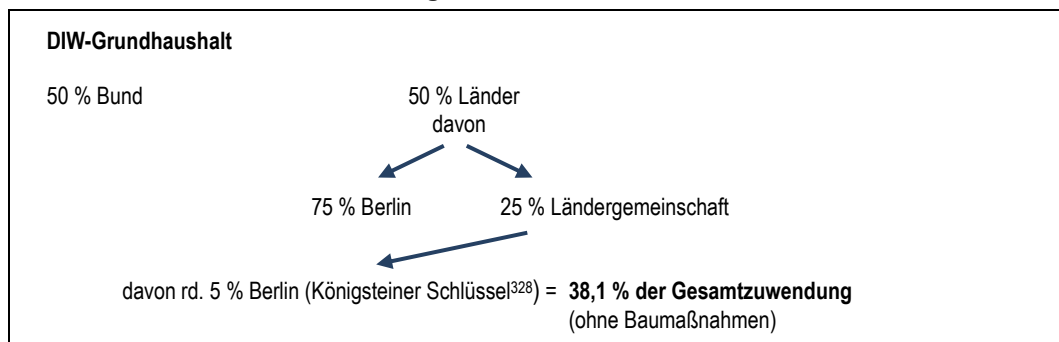 DIW-Grundhaushalt
50 % Bund 50 % Länder
davon
75 % Berlin 25 % Ländergemeinschaft
davon rd. 5 % Berlin (Königsteiner Schlüssel³²⁸) = 38,1 % der Gesamtzuwendung
(ohne Baumaßnahmen)